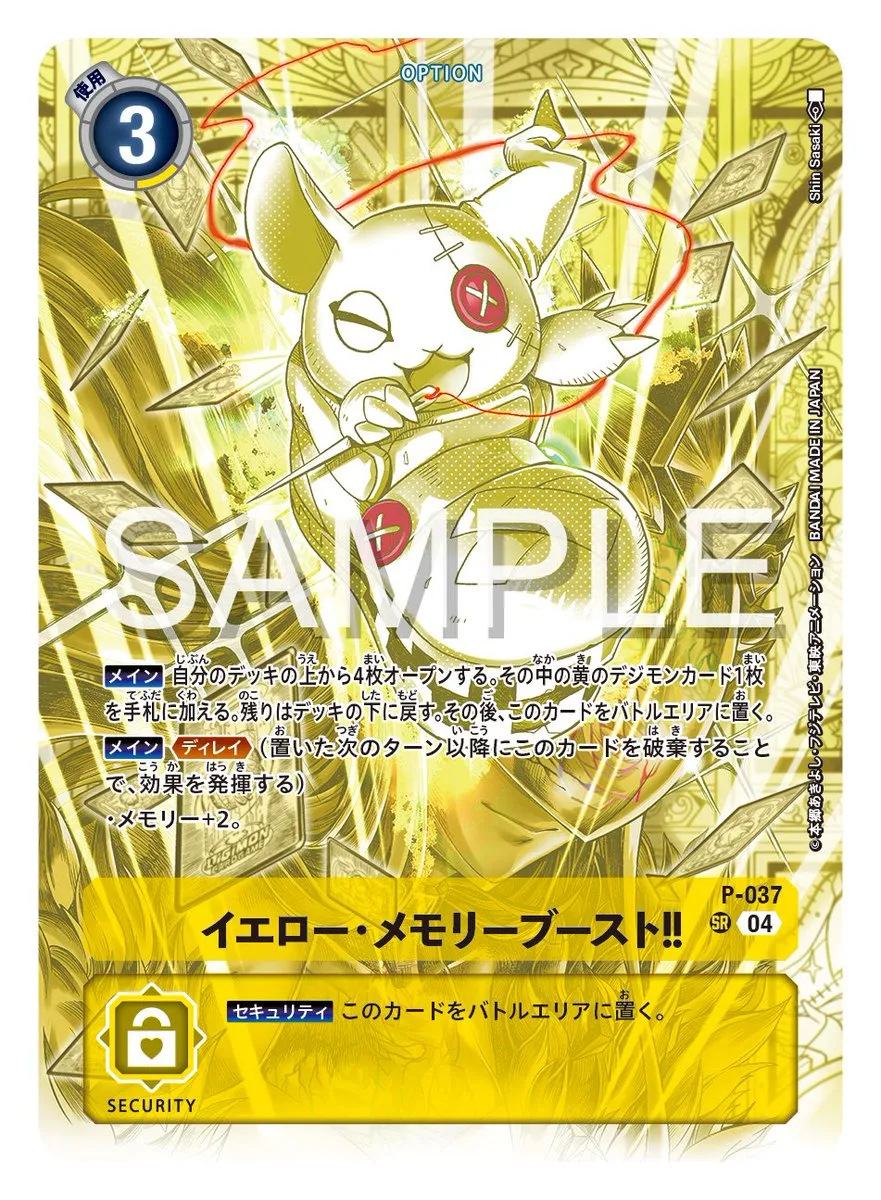 OPTION
使用
3
Shin Sasaki
SAMPLE
メイン 自分のデッキの上から4枚オープンする。その中の黄のデジモンカード1枚
を手札に加える。残りはデッキの下に戻す。その後、このカードをバトルエリアに置く。
メイン ディレイ (置いた次のターン以降にこのカードを破棄すること
で、効果を発揮する)
・メモリー+2。
©本郷あきよし・フジテレビ・東映アニメーション BANDAI MADE IN JAPAN
DIGIMON
CARD GAME
P-037
イエロー・メモリーブースト!!
SR 04
セキュリティ このカードをバトルエリアに置く。
SECURITY